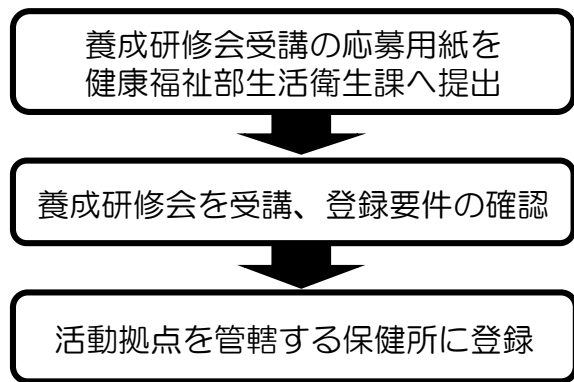 養成研修会受講の応募用紙を
健康福祉部生活衛生課へ提出
養成研修会を受講、登録要件の確認
活動拠点を管轄する保健所に登録